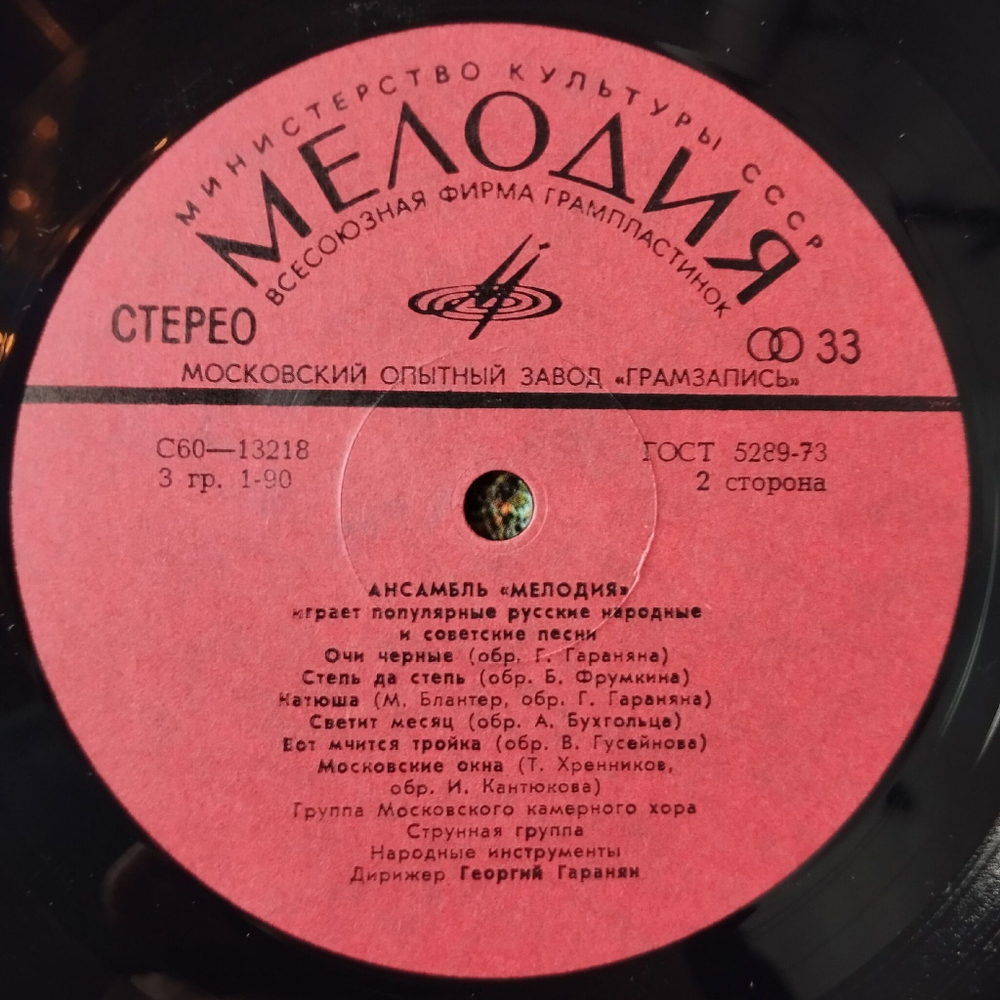 МИНИСТЕРСТВО КУЛЬТУРЫ СССР
МЕЛОДИЯ
ВСЕСОЮЗНАЯ ФИРМА ГРАМПЛАСТИНОК
СТЕРЕО
33
МОСКОВСКИЙ ОПЫТНЫЙ ЗАВОД «ГРАМЗАПИСЬ»
С60—13218
ГОСТ 5289-73
3 гр. 1-90
2 сторона
АНСАМБЛЬ «МЕЛОДИЯ»
играет популярные русские народные
и советские песни
Очи черные (обр. Г. Гараняна)
Степь да степь (обр. Б. Фрумкина)
Катюша (М. Блантер, обр. Г. Гараняна)
Светит месяц (обр. А. Бухгольца)
Вот мчится тройка (обр. В. Гусейнова)
Московские окна (Т. Хренников,
обр. И. Кантюкова)
Группа Московского камерного хора
Струнная группа
Народные инструменты
Дирижер Георгий Гаранян